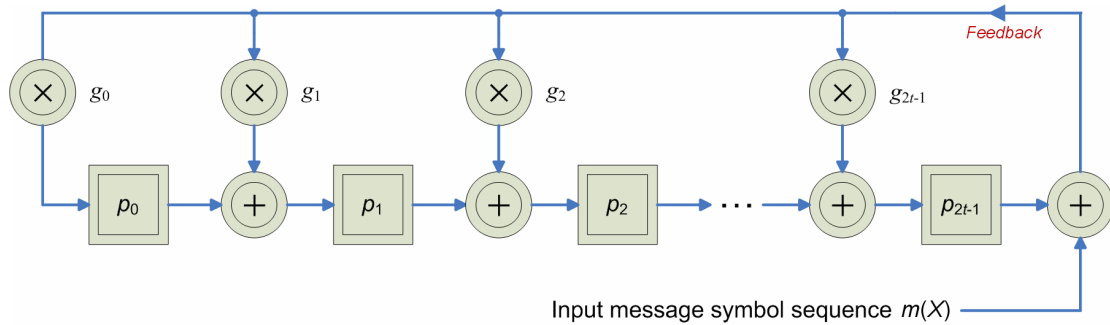 Feedback
× g0 × g1 × g2 × g2t-1
p0 + p1 + p2 ··· + p2t-1 +
Input message symbol sequence m(X)